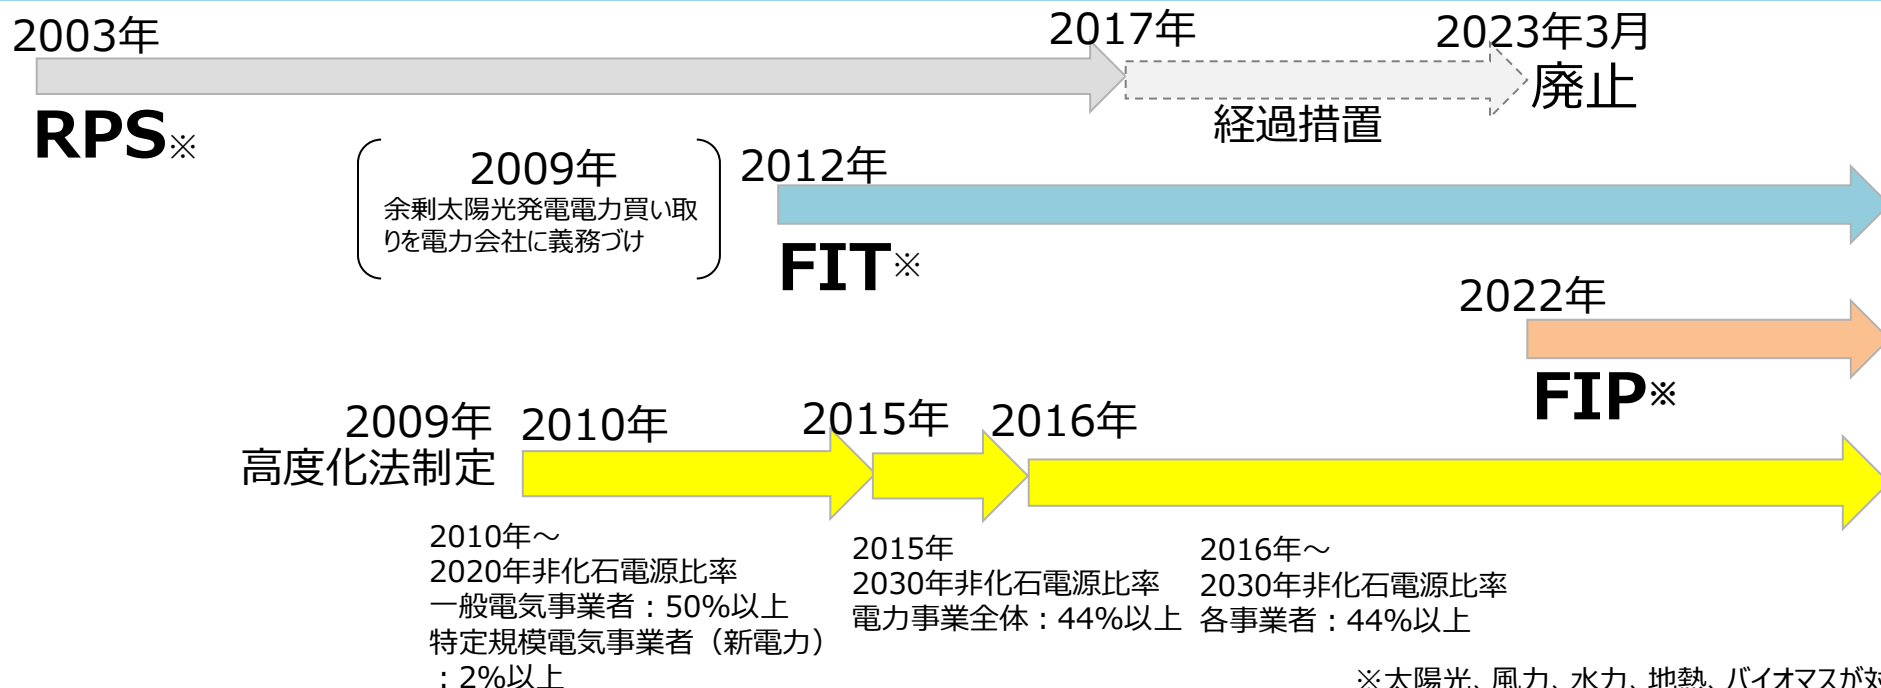 2003年
2017年
2023年3月
廃止
経過措置
RPS※
2009年
余剰太陽光発電電力買い取
りを電力会社に義務づけ
2012年
FIT※
2022年
FIP※
2009年
高度化法制定
2010年
2015年
2016年
2010年～
2020年非化石電源比率
一般電気事業者：50%以上
特定規模電気事業者（新電力）
：2%以上
2015年
2030年非化石電源比率
電力事業全体：44%以上
2016年～
2030年非化石電源比率
各事業者：44%以上
※太陽光、風力、水力、地熱、バイオマスが対